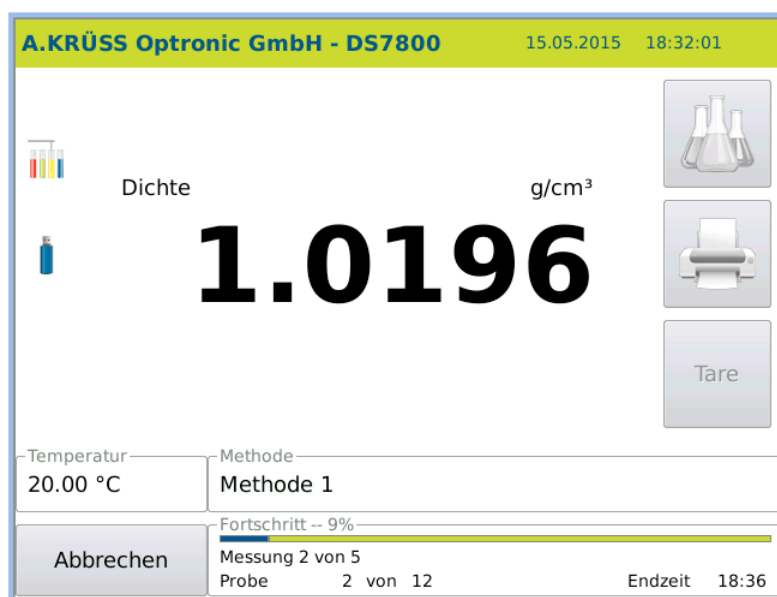 A.KRÜSS Optronic GmbH - DS7800 15.05.2015 18:32:01
Dichte g/cm³
1.0196
Tare
Temperatur
20.00 °C
Methode
Methode 1
Abbrechen
Fortschritt -- 9%
Messung 2 von 5
Probe 2 von 12 Endzeit 18:36